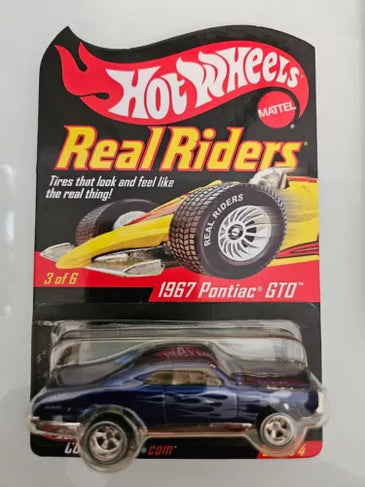 HOT WHEELS
MATTEL
Real Riders®
Tires that look and feel like
the real thing!
REAL RIDERS
3 of 6
1967 Pontiac® GTO™
.com